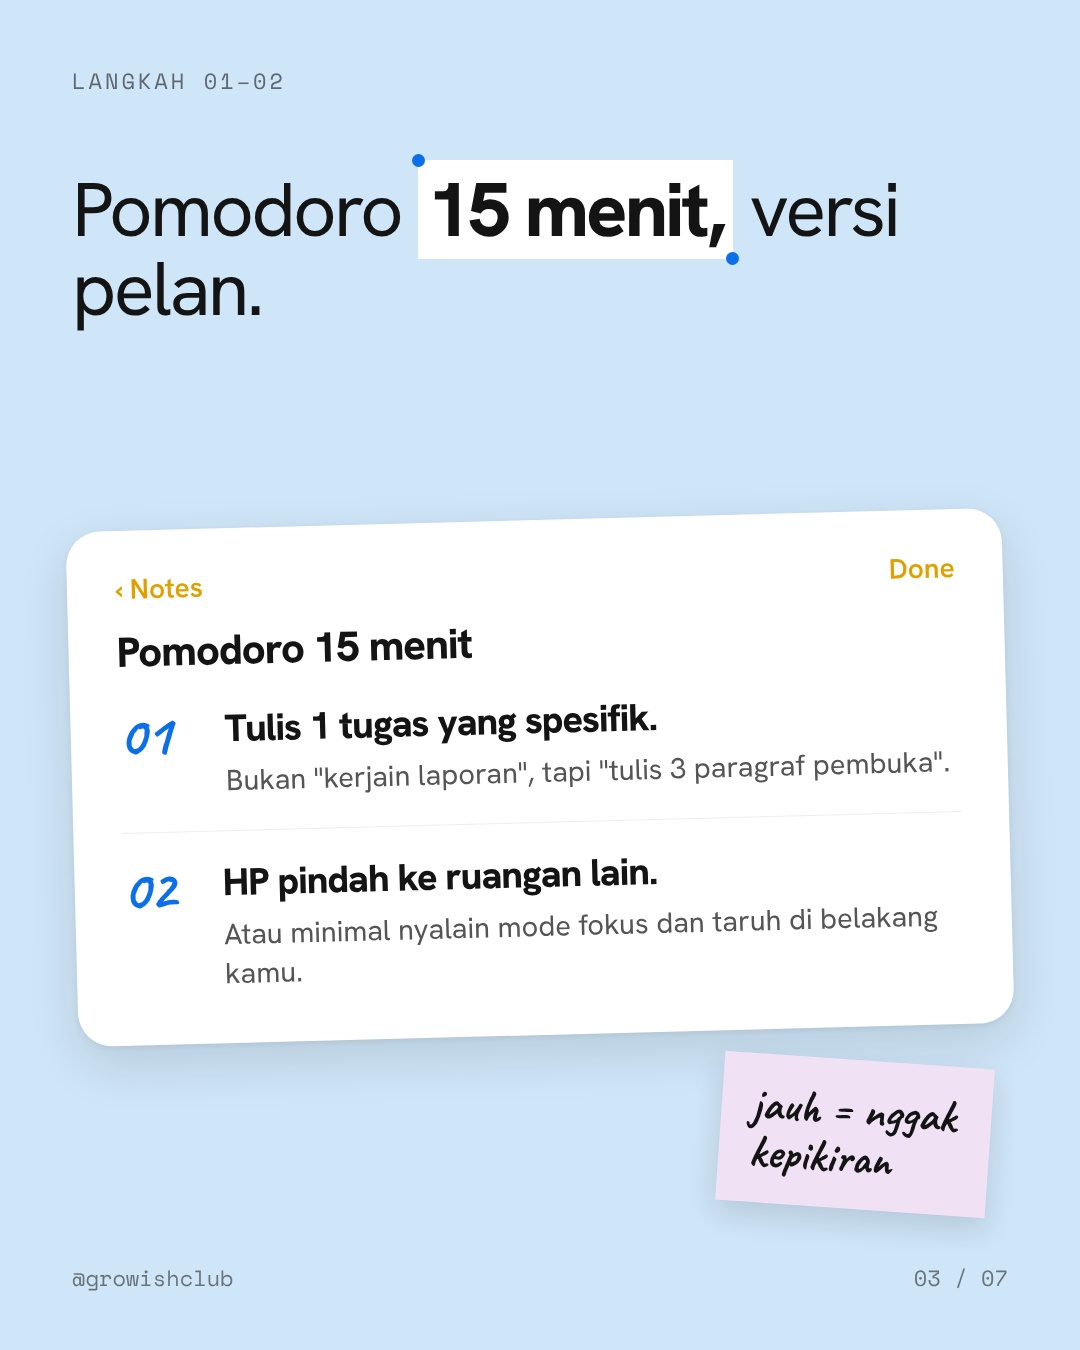 LANGKAH 01–02
Pomodoro 15 menit, versi
pelan.
‹ Notes
Done
Pomodoro 15 menit
01
Tulis 1 tugas yang spesifik.
Bukan "kerjain laporan", tapi "tulis 3 paragraf pembuka".
02
HP pindah ke ruangan lain.
Atau minimal nyalain mode fokus dan taruh di belakang
kamu.
jauh = nggak
kepikiran
@growishclub
03 / 07